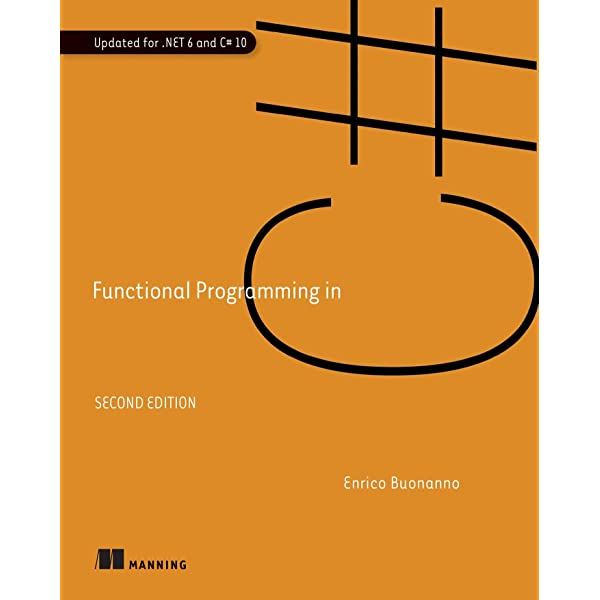 Updated for .NET 6 and C# 10
Functional Programming in
C#
SECOND EDITION
Enrico Buonanno
MANNING